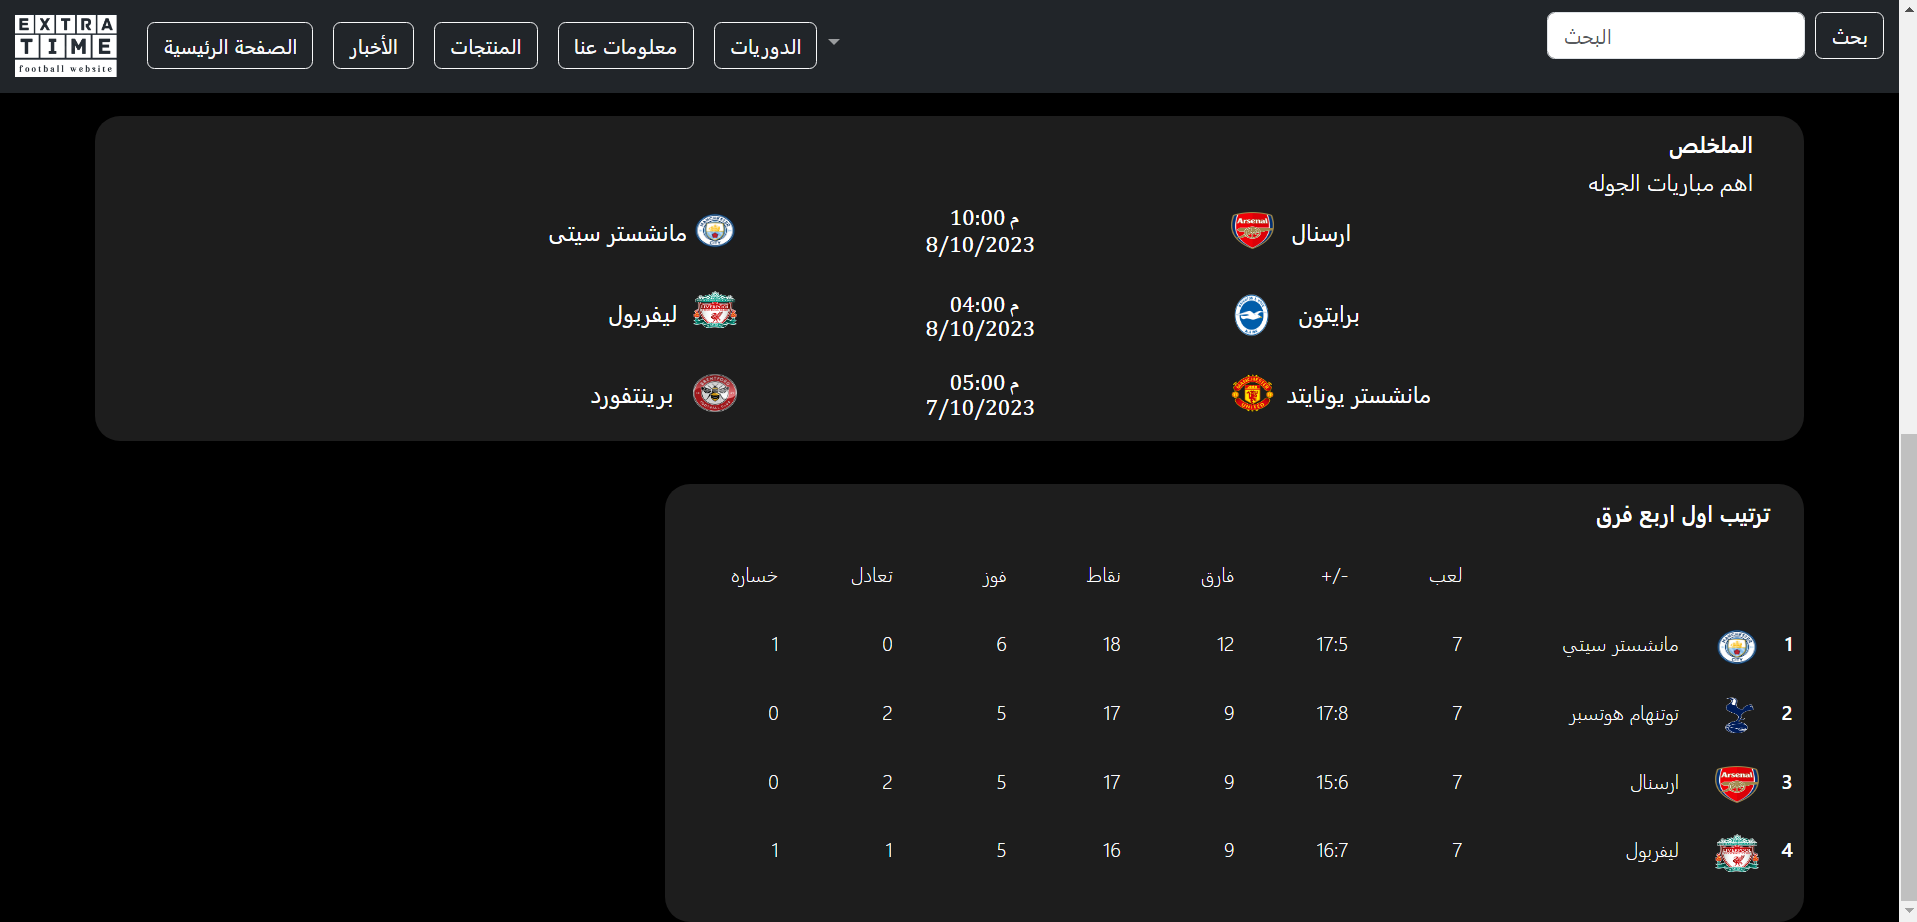 EXTRA
TIME
football website
الصفحة الرئيسية
الأخبار
المنتجات
معلومات عنا
الدوريات
البحث
بحث
الملخلص
اهم مباريات الجوله
ارسنال
10:00 م
8/10/2023
مانشستر سيتى
برايتون
04:00 م
8/10/2023
ليفربول
مانشستر يونايتد
05:00 م
7/10/2023
برينتفورد
ترتيب اول اربع فرق
لعب +/- فارق نقاط فوز تعادل خساره
1 مانشستر سيتي 7 17:5 12 18 6 0 1
2 توتنهام هوتسبر 7 17:8 9 17 5 2 0
3 ارسنال 7 15:6 9 17 5 2 0
4 ليفربول 7 16:7 9 16 5 1 1